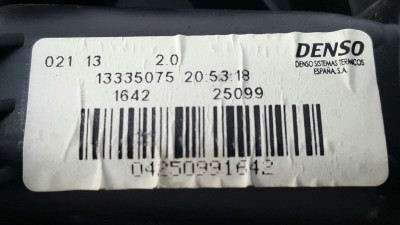 021 13 2.0
DENSO
DENSO SISTEMAS TERMICOS
ESPAÑA, S.A.
13335075 20:53:18
1642 25099
04250991642